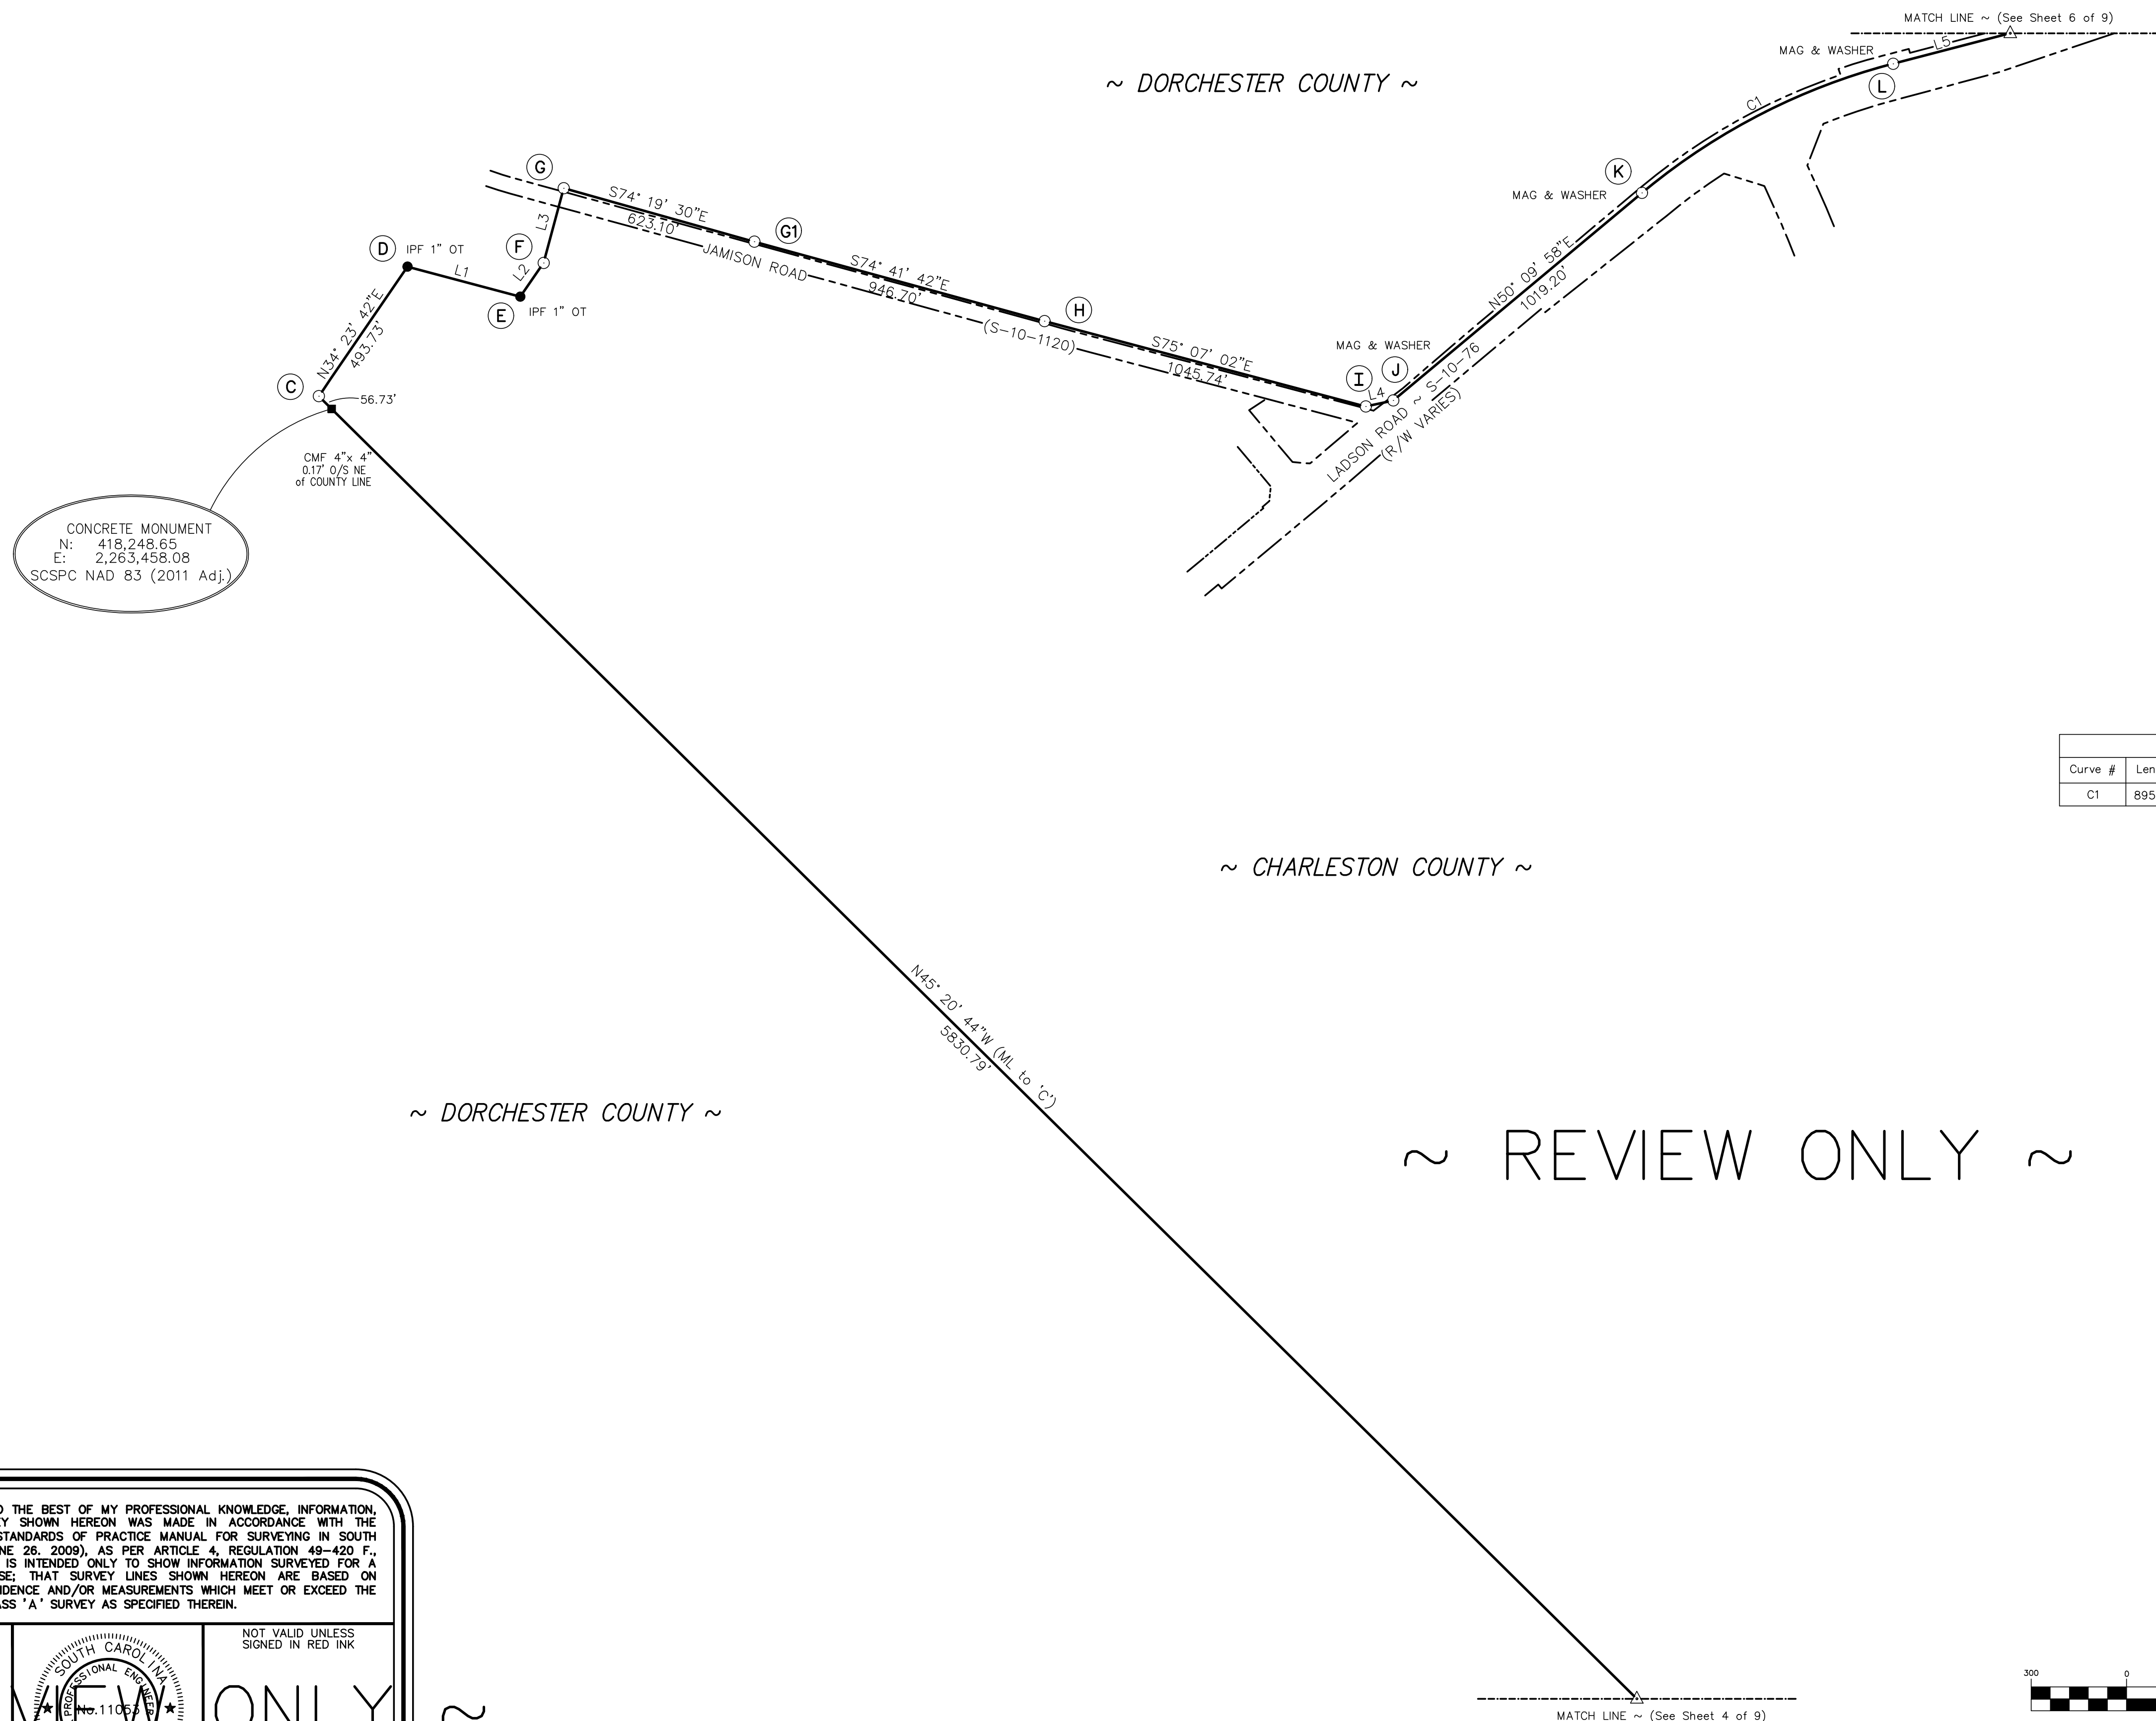 MATCH LINE ~ (See Sheet 6 of 9)
MAG & WASHER
L5
L
C1
~ DORCHESTER COUNTY ~
K
MAG & WASHER
G
S74° 19' 30"E
623.10'
L3
G1
D
IPF 1" OT
F
L1
L2
E
IPF 1" OT
JAMISON ROAD
S74° 41' 42"E
946.70'
H
(S-10-1120)
S75° 07' 02"E
1045.74'
MAG & WASHER
I
J
L4
N50° 09' 58"E
1019.20'
LADSON ROAD ~ S-10-76
(R/W VARIES)
N34° 23' 42"E
493.73'
C
56.73'
CMF 4"x 4"
0.17' O/S NE
of COUNTY LINE
CONCRETE MONUMENT
N: 418,248.65
E: 2,263,458.08
SCSPC NAD 83 (2011 Adj.)
Curve #
Len
C1
895
~ CHARLESTON COUNTY ~
N45° 20' 44"W (ML to 'C')
5830.79'
~ DORCHESTER COUNTY ~
~ REVIEW ONLY ~
O THE BEST OF MY PROFESSIONAL KNOWLEDGE, INFORMATION,
EY SHOWN HEREON WAS MADE IN ACCORDANCE WITH THE
STANDARDS OF PRACTICE MANUAL FOR SURVEYING IN SOUTH
NE 26. 2009), AS PER ARTICLE 4, REGULATION 49-420 F.,
IS INTENDED ONLY TO SHOW INFORMATION SURVEYED FOR A
SE; THAT SURVEY LINES SHOWN HEREON ARE BASED ON
IDENCE AND/OR MEASUREMENTS WHICH MEET OR EXCEED THE
ASS 'A' SURVEY AS SPECIFIED THEREIN.
NOT VALID UNLESS
SIGNED IN RED INK
SOUTH CAROLINA
PROFESSIONAL ENGINEER
No.11053
VIEW ONLY ~
300
0
MATCH LINE ~ (See Sheet 4 of 9)